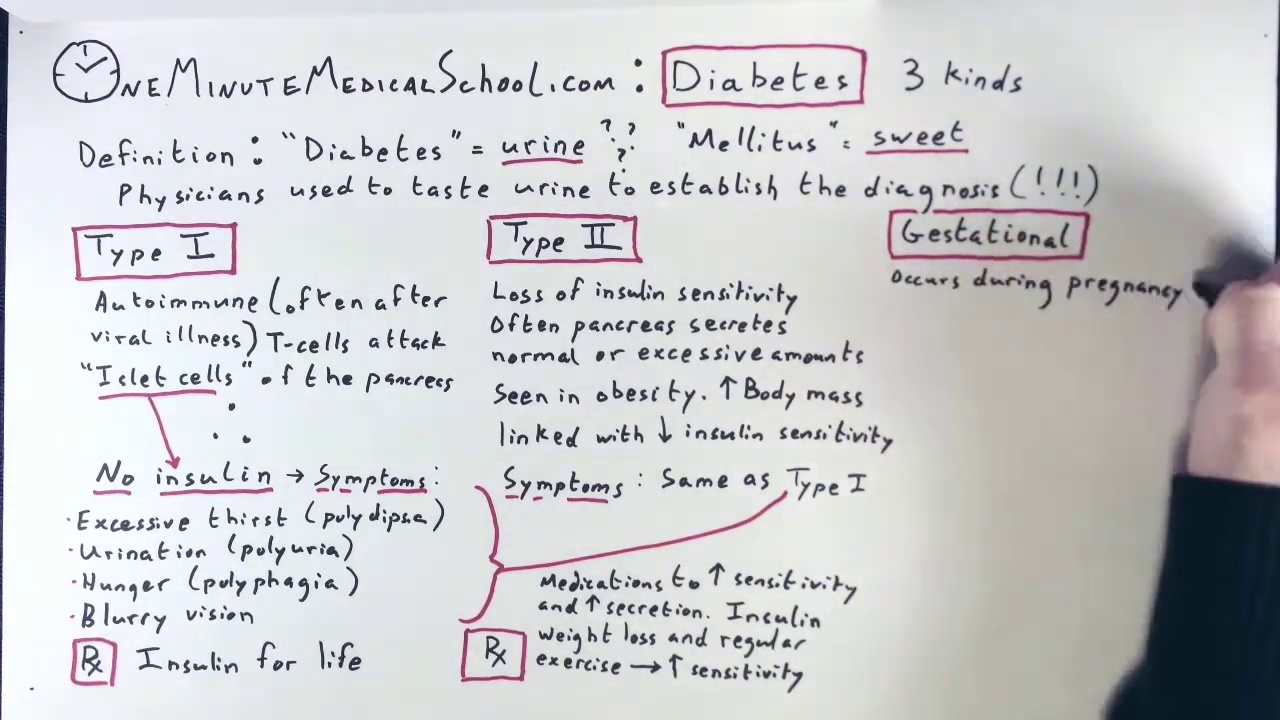 OneMinuteMedicalSchool.com : Diabetes 3 kinds
Definition : "Diabetes" = urine ? ? ? "Mellitus" = sweet
Physicians used to taste urine to establish the diagnosis (!!!)
Type I
Autoimmune (often after
viral illness) T-cells attack
"Islet cells" of the pancreas
No insulin → Symptoms :
· Excessive thirst (polydipsia)
· Urination (polyuria)
· Hunger (polyphagia)
· Blurry vision
Rx Insulin for life
Type II
Loss of insulin sensitivity
Often pancreas secretes
normal or excessive amounts
Seen in obesity. ↑ Body mass
linked with ↓ insulin sensitivity
Symptoms : Same as Type I
Rx
Medications to ↑ sensitivity
and ↑ secretion. Insulin
weight loss and regular
exercise → ↑ sensitivity
Gestational
Occurs during pregnancy